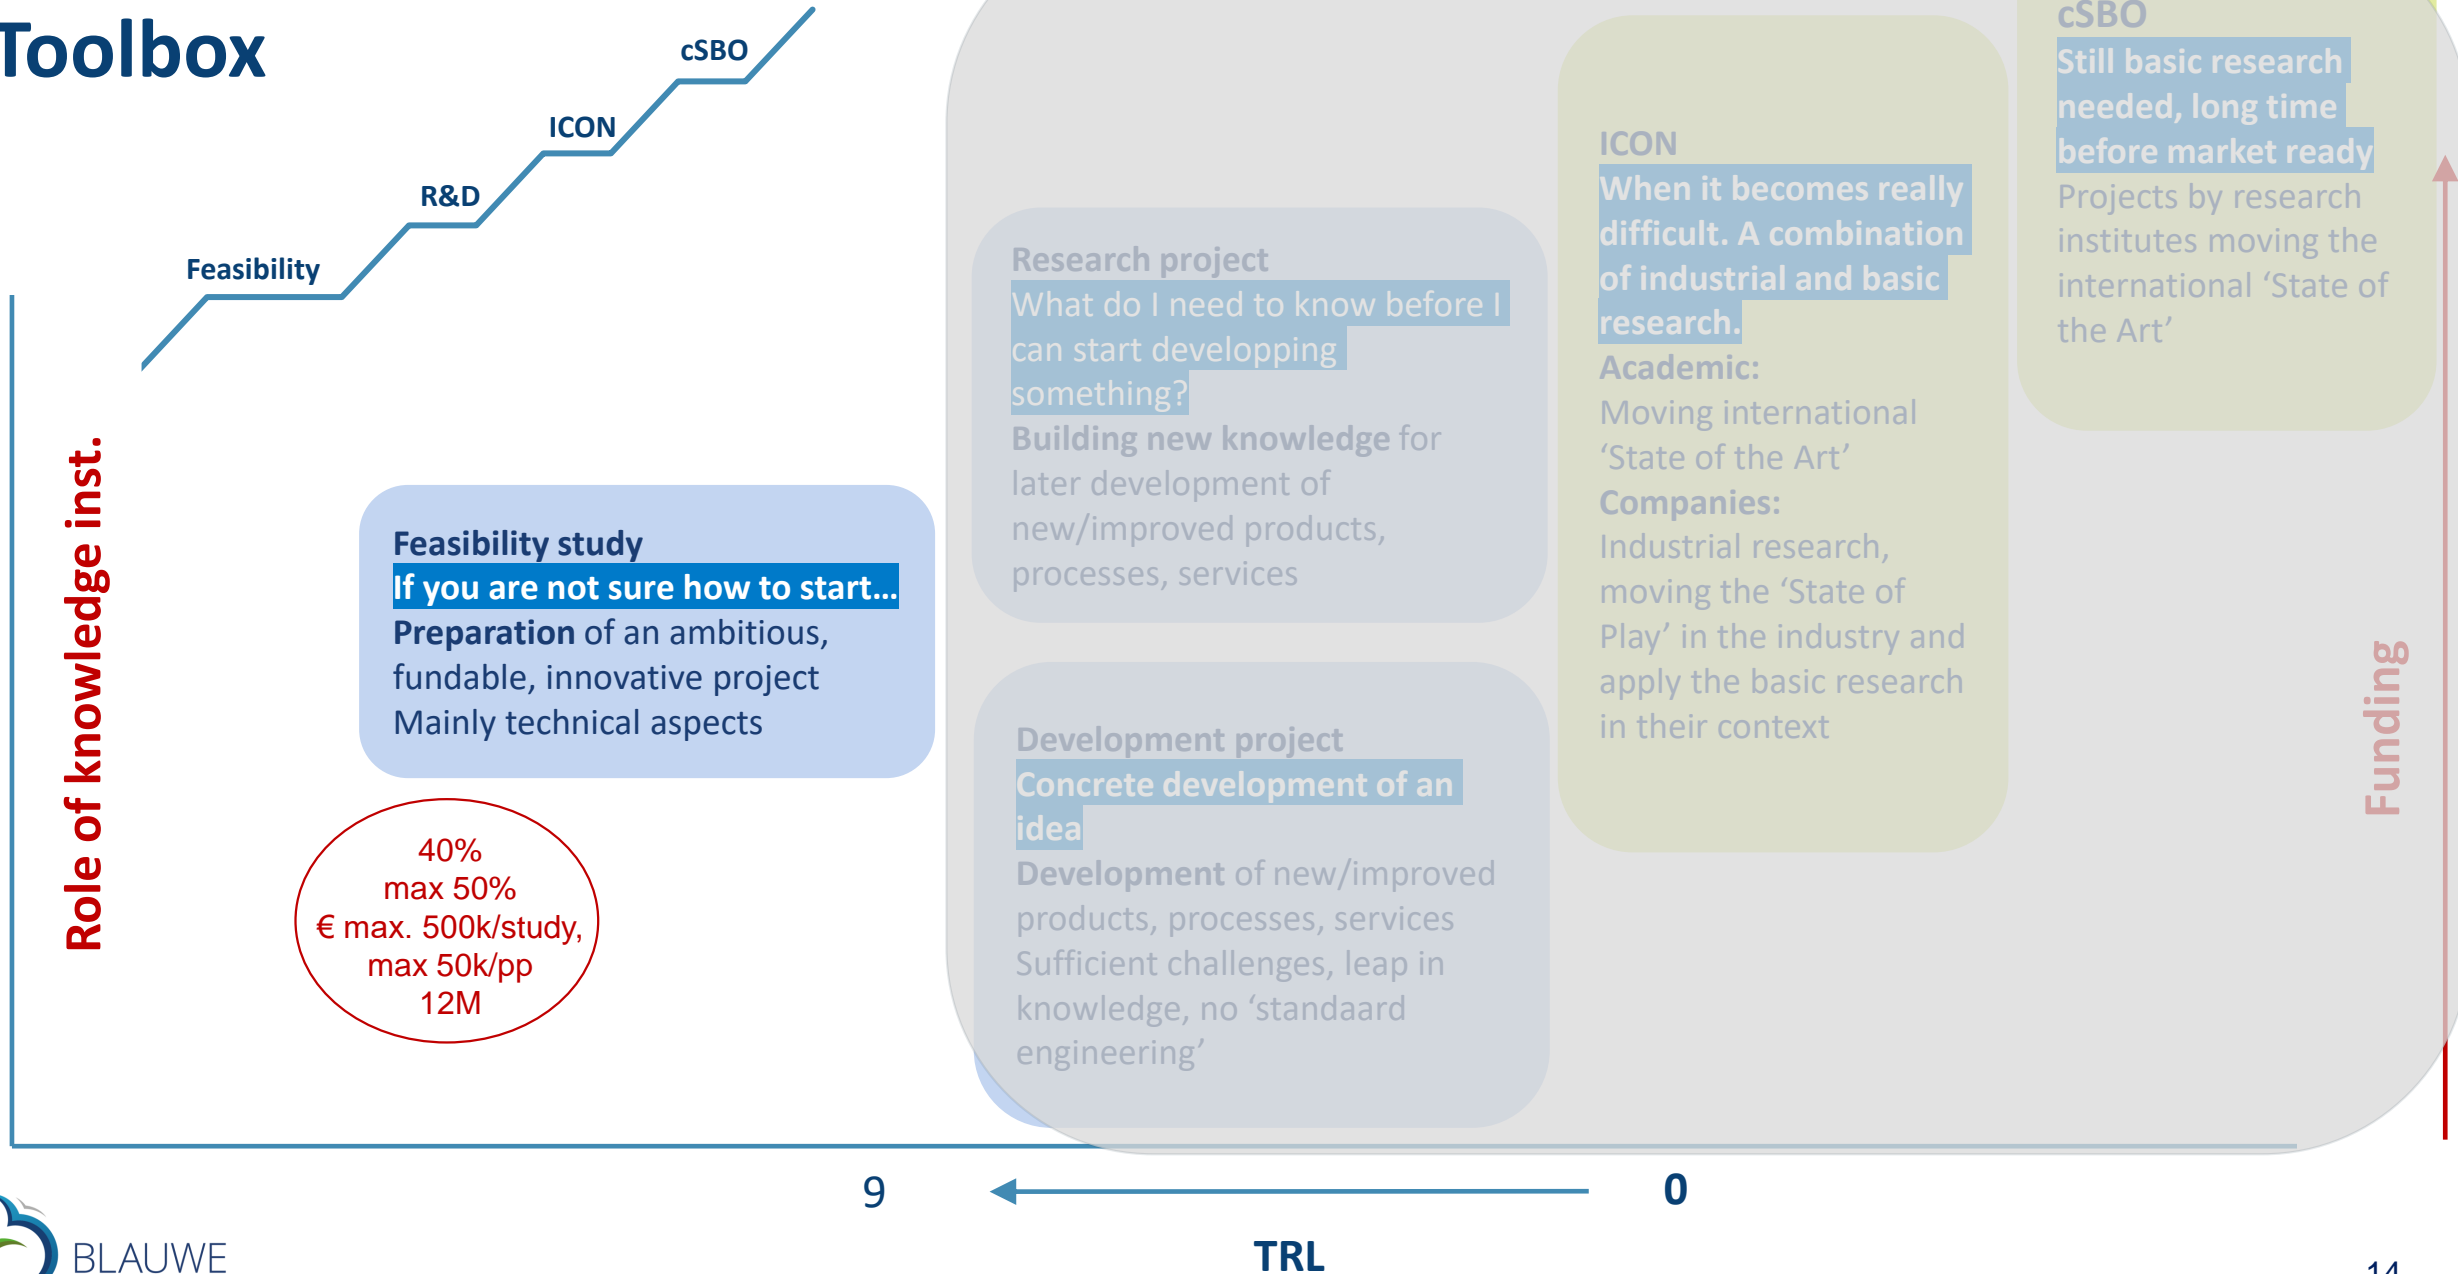 Toolbox
cSBO
ICON
R&D
Feasibility
Role of knowledge inst.
Feasibility study
If you are not sure how to start...
Preparation of an ambitious,
fundable, innovative project
Mainly technical aspects
40%
max 50%
€ max. 500k/study,
max 50k/pp
12M
Research project
What do I need to know before I
can start developping
something?
Building new knowledge for
later development of
new/improved products,
processes, services
Development project
Concrete development of an
idea
Development of new/improved
products, processes, services
Sufficient challenges, leap in
knowledge, no ‘standaard
engineering’
ICON
When it becomes really
difficult. A combination
of industrial and basic
research.
Academic:
Moving international
‘State of the Art’
Companies:
Industrial research,
moving the ‘State of
Play’ in the industry and
apply the basic research
in their context
cSBO
Still basic research
needed, long time
before market ready
Projects by research
institutes moving the
international ‘State of
the Art’
Funding
9
0
TRL
BLAUWE
14